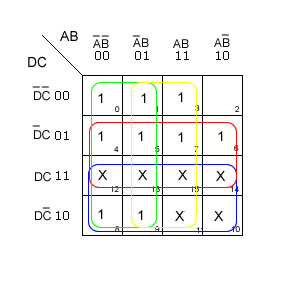 AB
A̅B̅ A̅B AB AB̅
00 01 11 10
DC
D̅C̅ 00 1 1 1
0 1 3 2
D̅C 01 1 1 1 1
4 5 7 6
DC 11 X X X X
12 13 15 14
DC̅ 10 1 1 X X
8 9 11 10